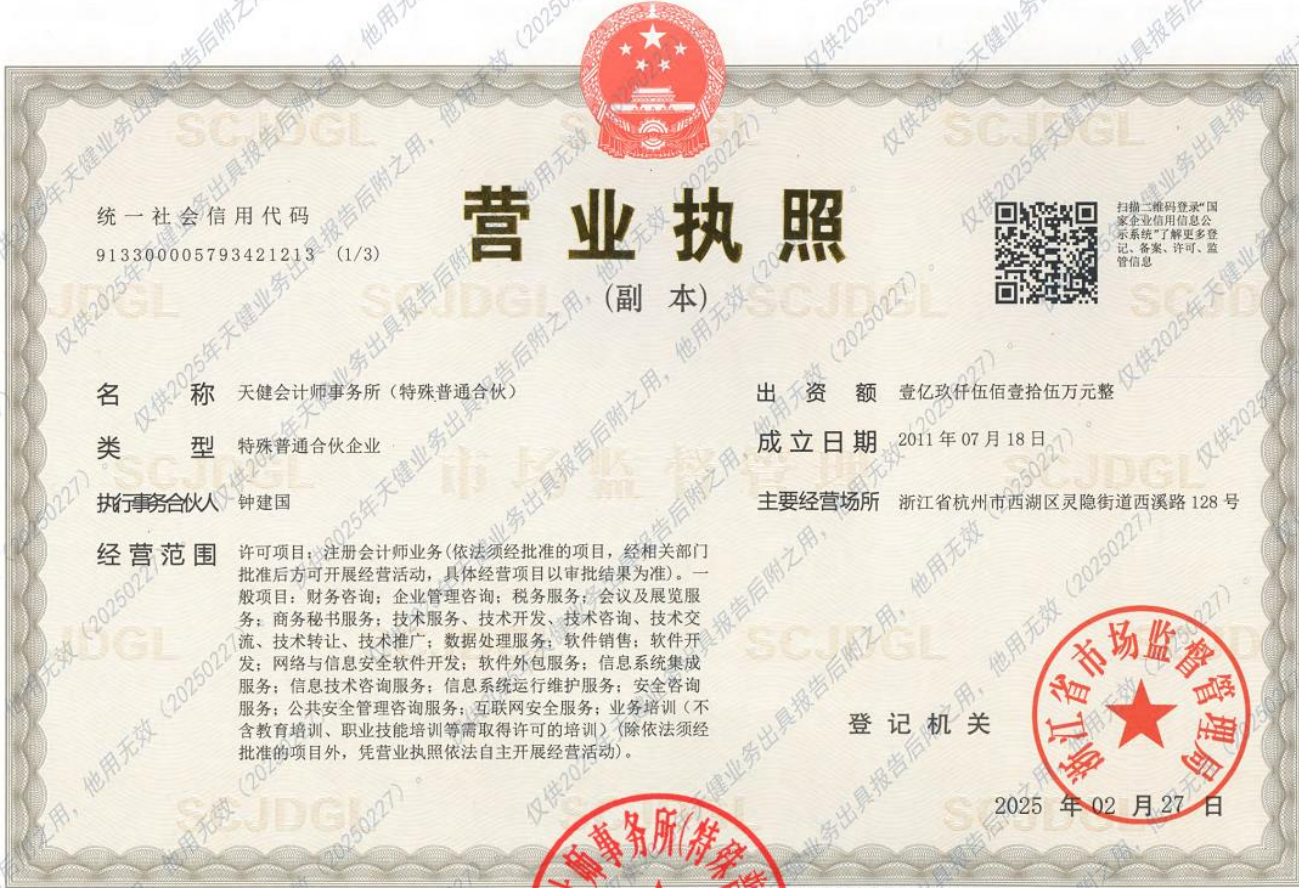 统一社会信用代码
913300005793421213 (1/3)
营业执照
(副 本)
扫描二维码登录“国
家企业信用信息公
示系统”了解更多登
记、备案、许可、监
管信息
名 称 天健会计师事务所（特殊普通合伙）
类 型 特殊普通合伙企业
执行事务合伙人 钟建国
经营范围 许可项目：注册会计师业务(依法须经批准的项目，经相关部门
批准后方可开展经营活动，具体经营项目以审批结果为准)。一
般项目：财务咨询；企业管理咨询；税务服务；会议及展览服
务；商务秘书服务；技术服务、技术开发、技术咨询、技术交
流、技术转让、技术推广；数据处理服务；软件销售；软件开
发；网络与信息安全软件开发；软件外包服务；信息系统集成
服务；信息技术咨询服务；信息系统运行维护服务；安全咨询
服务；公共安全管理咨询服务；互联网安全服务；业务培训（不
含教育培训、职业技能培训等需取得许可的培训）(除依法须经
批准的项目外，凭营业执照依法自主开展经营活动)。
出 资 额 壹亿玖仟伍佰壹拾伍万元整
成立日期 2011年07月18日
主要经营场所 浙江省杭州市西湖区灵隐街道西溪路128号
登记机关
浙江省市场监督管理局
2025 年 02 月 27 日
师事务所(特殊普
仅供2025年天健业务出具报告后附之用，他用无效（20250227）。
SCJDGL
市场监督管理